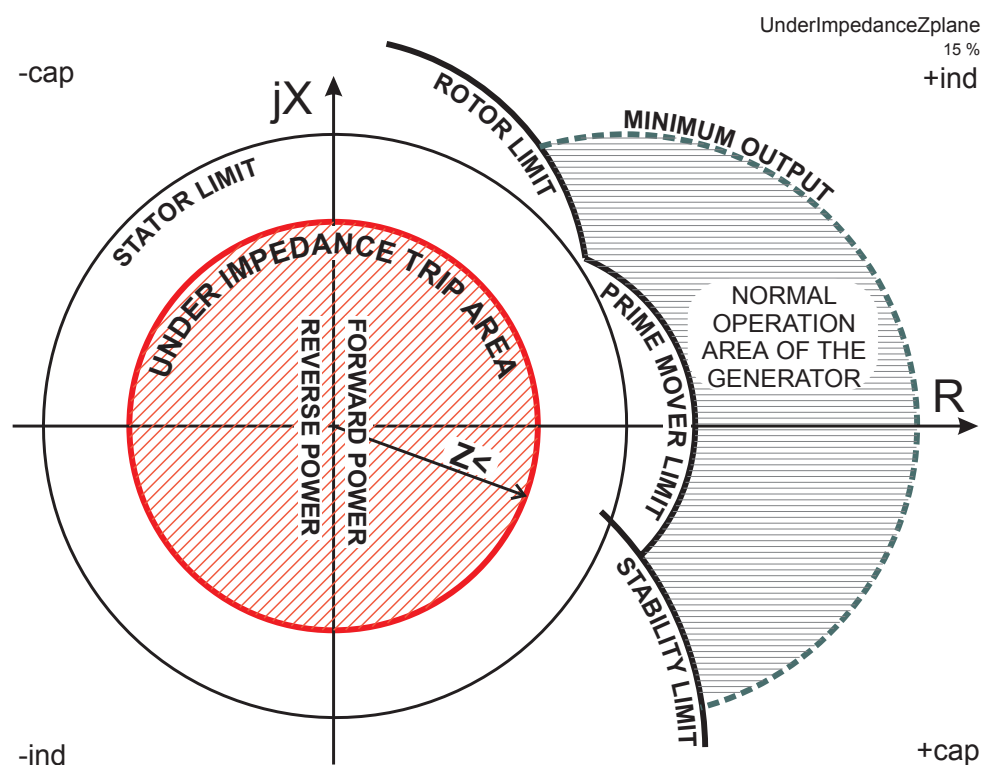 UnderImpedanceZplane
15 %
-cap
+ind
jX
ROTOR LIMIT
MINIMUM OUTPUT
STATOR LIMIT
UNDER IMPEDANCE TRIP AREA
PRIME MOVER LIMIT
NORMAL
OPERATION
AREA OF THE
GENERATOR
REVERSE POWER
FORWARD POWER
R
Z<
STABILITY LIMIT
-ind
+cap